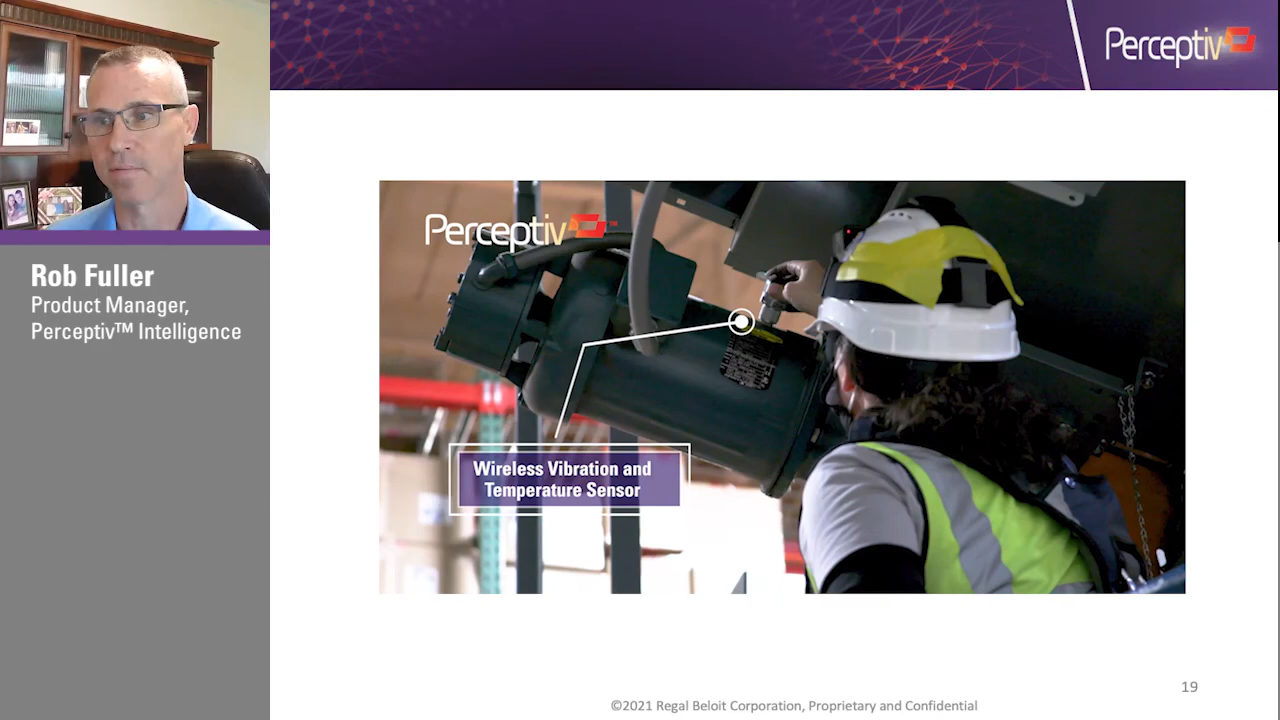 Perceptiv
Rob Fuller
Product Manager,
Perceptiv™ Intelligence
Perceptiv™
Wireless Vibration and
Temperature Sensor
19
©2021 Regal Beloit Corporation, Proprietary and Confidential